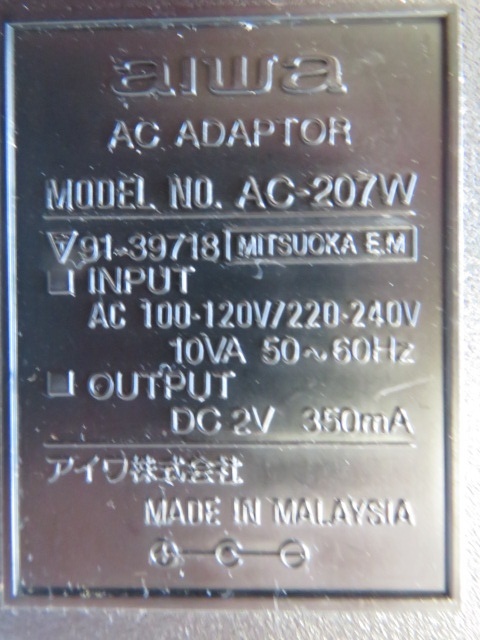 aiwa
AC ADAPTOR
MODEL NO. AC-207W
91-39718 MITSUOKA E.M
INPUT
AC 100-120V/220-240V
10VA 50~60Hz
OUTPUT
DC 2V 350mA
アイワ株式会社
MADE IN MALAYSIA